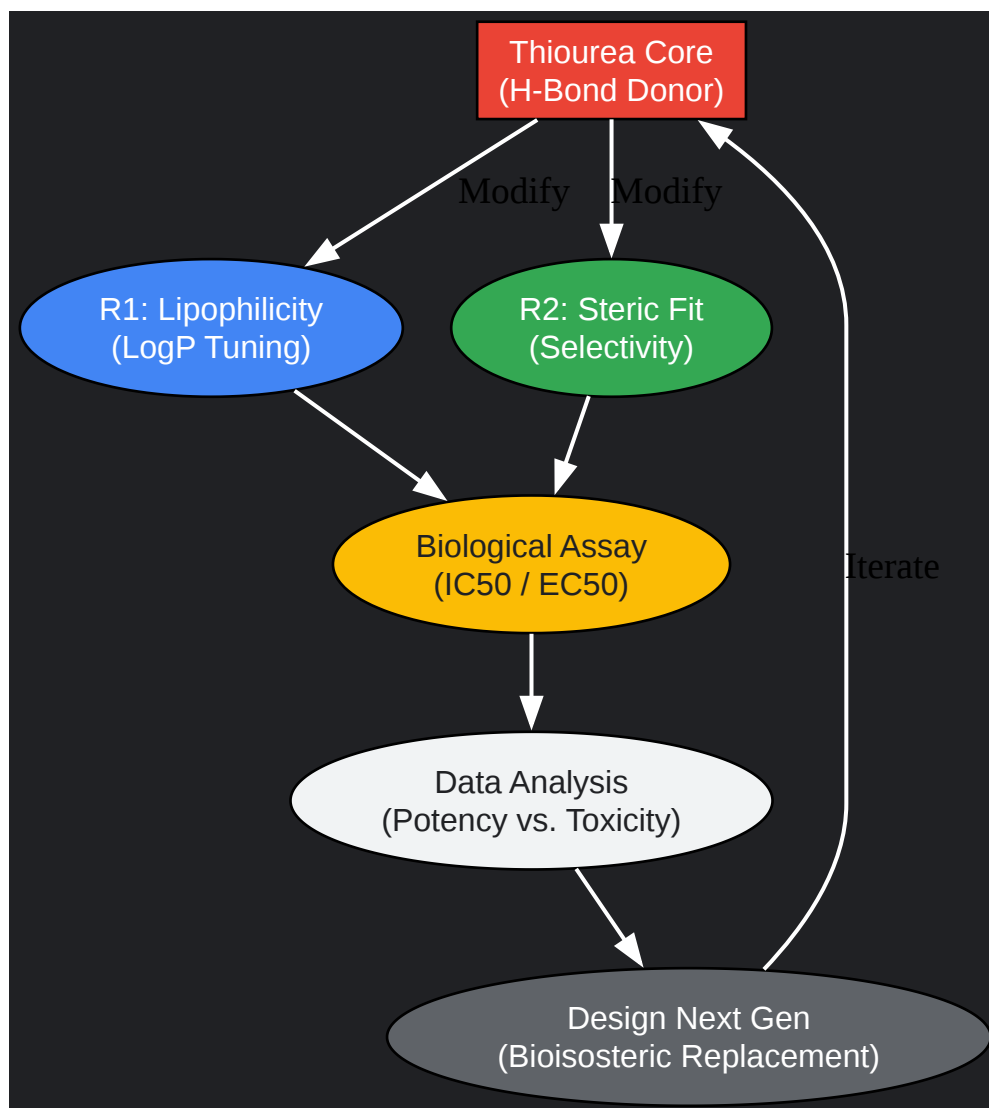 Thiourea Core
(H-Bond Donor)
Modify
Modify
R1: Lipophilicity
(LogP Tuning)
R2: Steric Fit
(Selectivity)
Biological Assay
(IC50 / EC50)
Iterate
Data Analysis
(Potency vs. Toxicity)
Design Next Gen
(Bioisosteric Replacement)